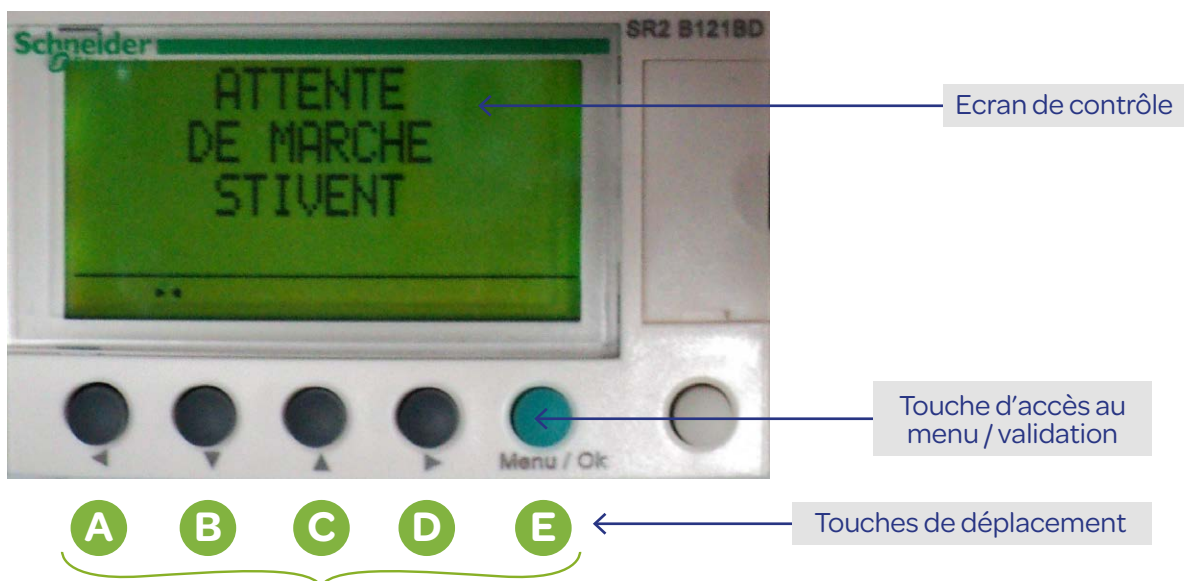 Schneider
SR2 B121BD
ATTENTE
DE MARCHE
STIVENT
Ecran de contrôle
Touche d'accès au
menu / validation
Menu / Ok
A B C D E
Touches de déplacement